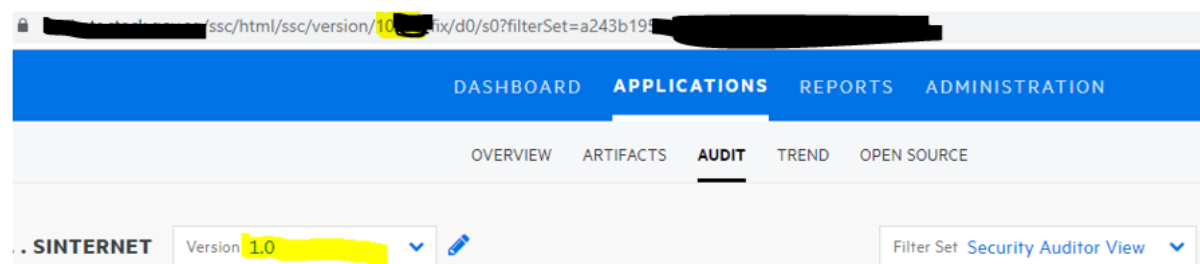 /ssc/html/ssc/version/10 fix/d0/s0?filterSet=a243b195
DASHBOARD APPLICATIONS REPORTS ADMINISTRATION
OVERVIEW ARTIFACTS AUDIT TREND OPEN SOURCE
. . SINTERNET Version 1.0 Filter Set Security Auditor View